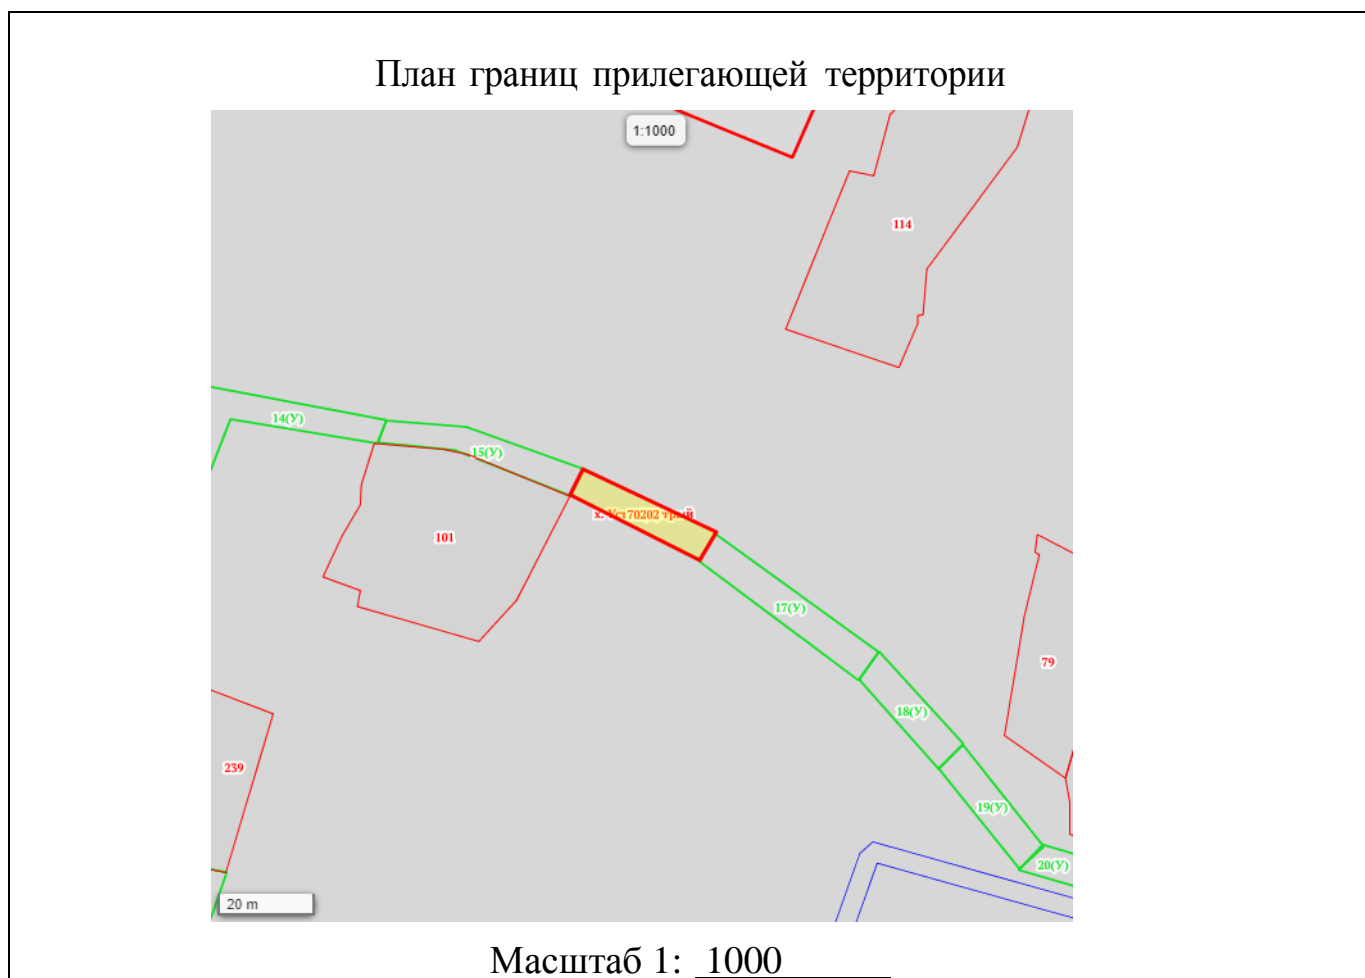 План границ прилегающей территории
1:1000
114
14(У)
15(У)
101
17(У)
79
18(У)
239
19(У)
20(У)
20 m
Масштаб 1: 1000